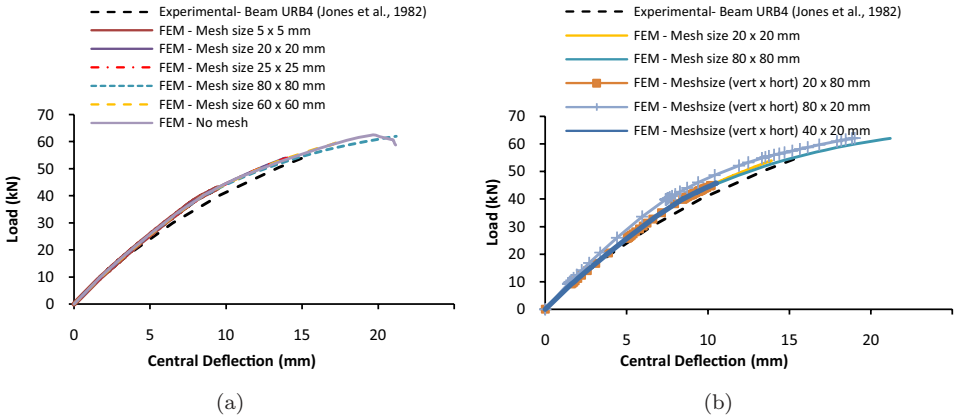 Experimental- Beam URB4 (Jones et al., 1982)
FEM - Mesh size 5 x 5 mm
FEM - Mesh size 20 x 20 mm
FEM - Mesh size 25 x 25 mm
FEM - Mesh size 80 x 80 mm
FEM - Mesh size 60 x 60 mm
FEM - No mesh
Load (kN)
70
60
50
40
30
20
10
0
0 5 10 15 20
Central Deflection (mm)
(a)
Experimental- Beam URB4 (Jones et al., 1982)
FEM - Mesh size 20 x 20 mm
FEM - Mesh size 80 x 80 mm
FEM - Meshsize (vert x hort) 20 x 80 mm
FEM - Meshsize (vert x hort) 80 x 20 mm
FEM - Meshsize (vert x hort) 40 x 20 mm
Load (kN)
70
60
50
40
30
20
10
0
0 5 10 15 20
Central Deflection (mm)
(b)